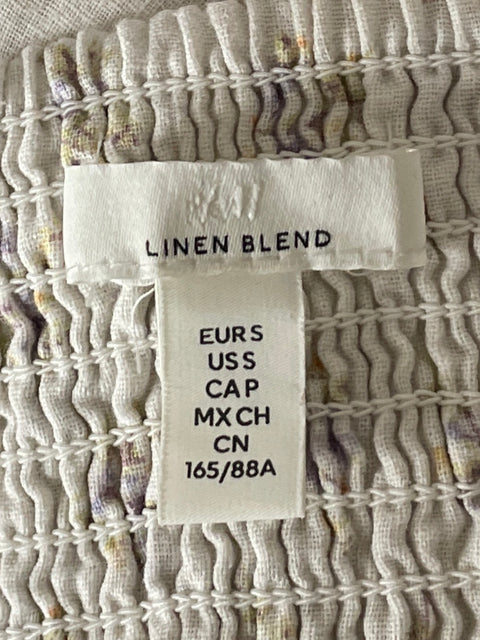 H&M
LINEN BLEND
EUR S
US S
CA P
MX CH
CN
165/88A